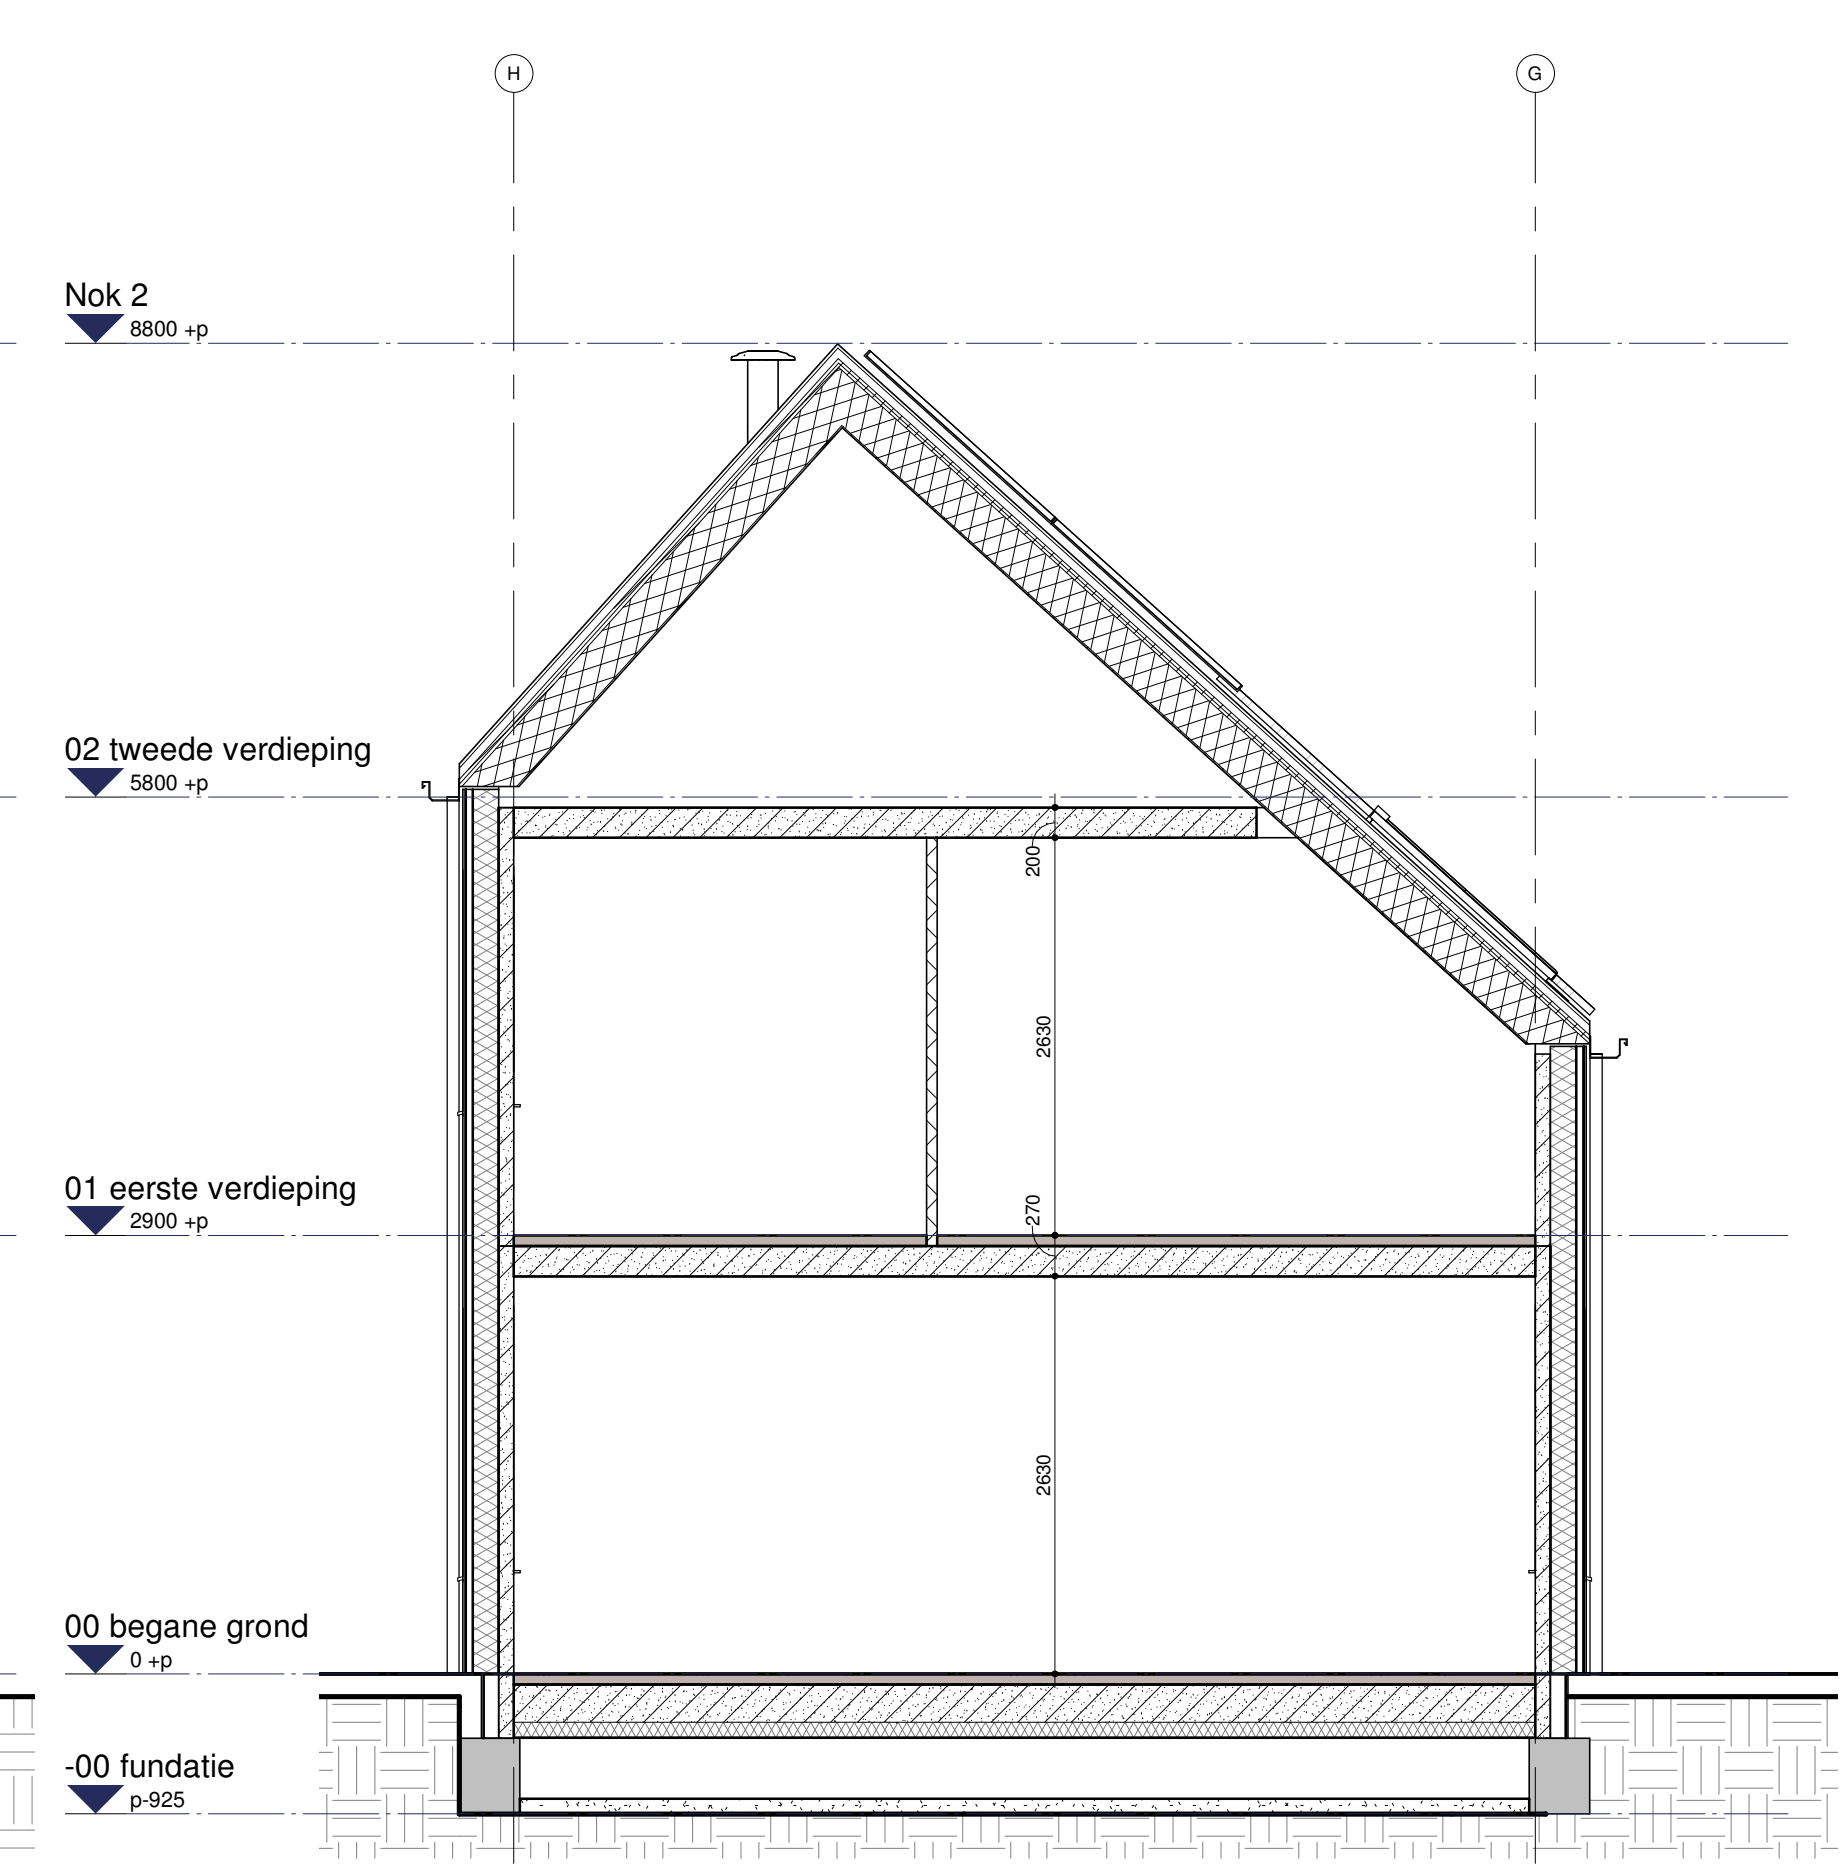 H
G
Nok 2
8800 +p
02 tweede verdieping
5800 +p
200
2630
01 eerste verdieping
2900 +p
270
2630
00 begane grond
0 +p
-00 fundatie
p-925